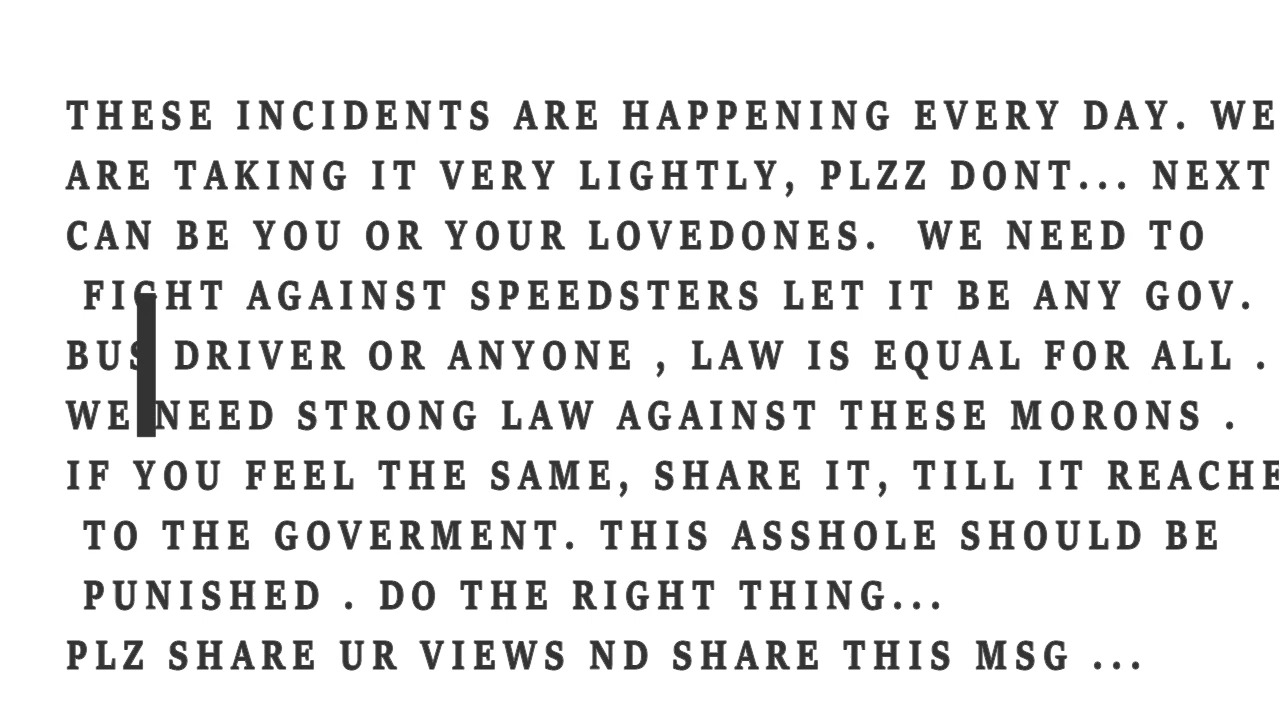 THESE INCIDENTS ARE HAPPENING EVERY DAY. WE
ARE TAKING IT VERY LIGHTLY, PLZZ DONT... NEXT
CAN BE YOU OR YOUR LOVEDONES. WE NEED TO
FIGHT AGAINST SPEEDSTERS LET IT BE ANY GOV.
BUS DRIVER OR ANYONE , LAW IS EQUAL FOR ALL .
WE NEED STRONG LAW AGAINST THESE MORONS .
IF YOU FEEL THE SAME, SHARE IT, TILL IT REACHE
TO THE GOVERMENT. THIS ASSHOLE SHOULD BE
PUNISHED . DO THE RIGHT THING...
PLZ SHARE UR VIEWS ND SHARE THIS MSG ...